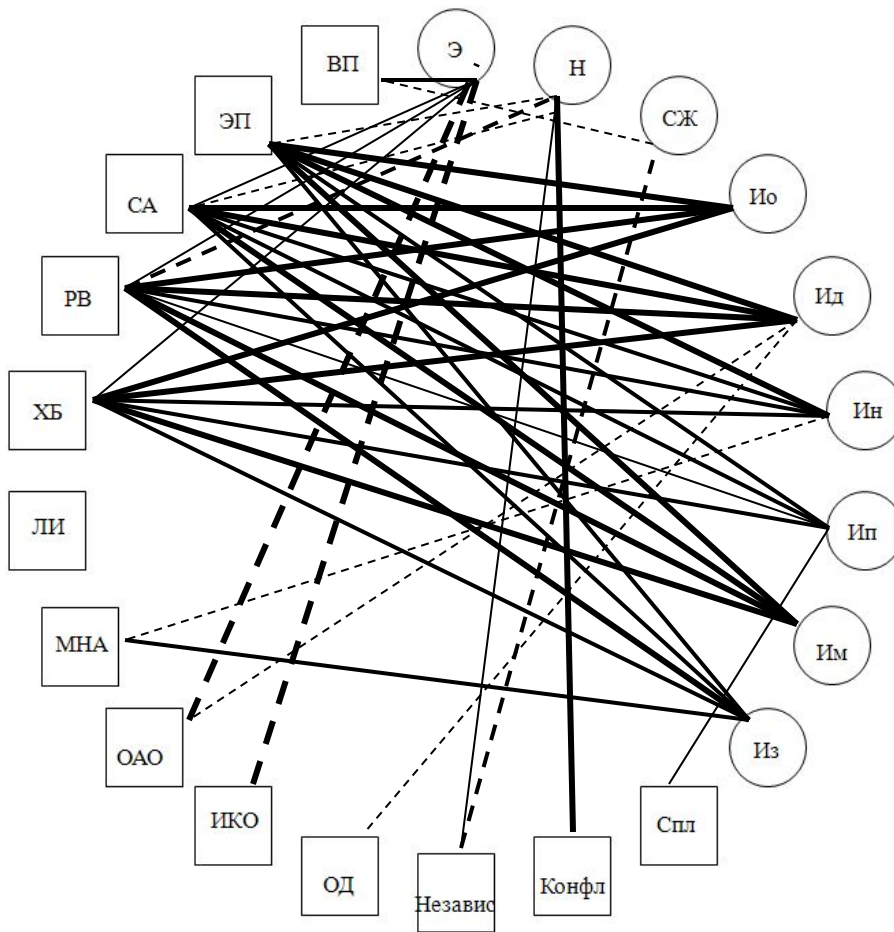 ВП
Э
Н
ЭП
СЖ
СА
Ио
РВ
Ид
ХБ
Ин
ЛИ
Ип
МНА
Им
ОАО
Из
ИКО
Спл
ОД
Независ
Конфл